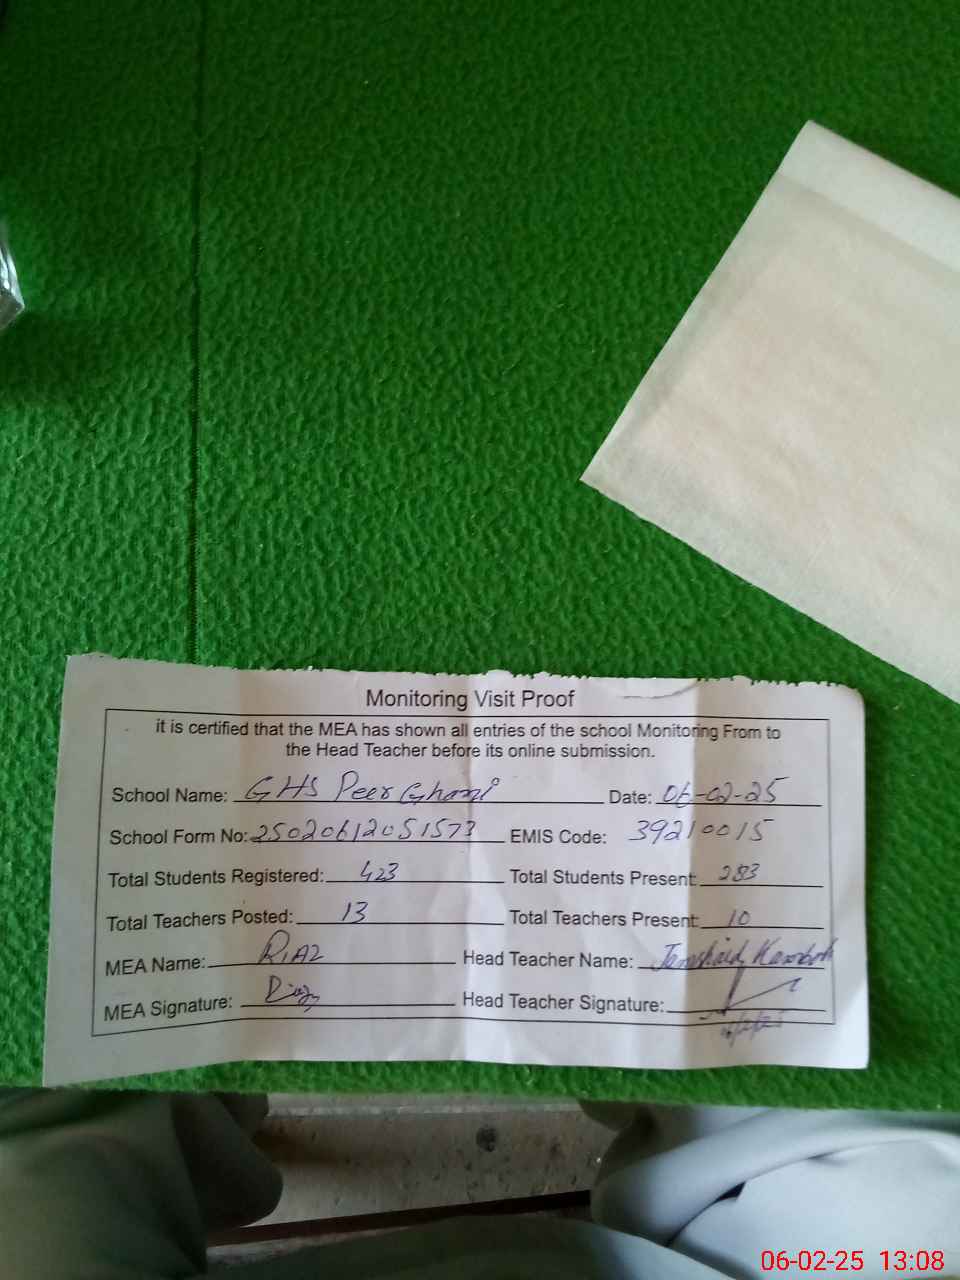 Monitoring Visit Proof
it is certified that the MEA has shown all entries of the school Monitoring From to
the Head Teacher before its online submission.
School Name: GHS Peer Ghani Date: 06-02-25
School Form No: 25020612051573 EMIS Code: 39210015
Total Students Registered: 423 Total Students Present: 283
Total Teachers Posted: 13 Total Teachers Present: 10
MEA Name: RIAZ Head Teacher Name: Jamshaid Kamboh
MEA Signature: Riaz Head Teacher Signature:
06-02-25 13:08